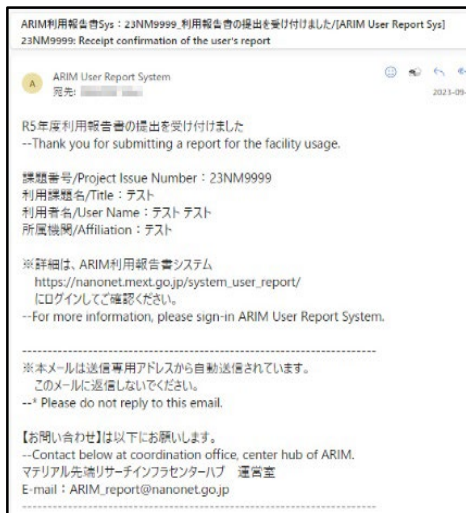 ARIM利用報告書Sys：23NM9999_利用報告書の提出を受け付けました/[ARIM User Report Sys]
23NM9999: Receipt confirmation of the user's report
A
ARIM User Report System
宛先:
2023-09-
R5年度利用報告書の提出を受け付けました
--Thank you for submitting a report for the facility usage.
課題番号/Project Issue Number：23NM9999
利用課題名/Title：テスト
利用者名/User Name：テスト テスト
所属機関/Affiliation：テスト
※詳細は、ARIM利用報告書システム
https://nanonet.mext.go.jp/system_user_report/
にログインしてご確認ください。
--For more information, please sign-in ARIM User Report System.
------------------------------------------------------------------
※本メールは送信専用アドレスから自動送信されています。
このメールに返信しないでください。
--* Please do not reply to this email.
【お問い合わせ】は以下にお願いします。
--Contact below at coordination office, center hub of ARIM.
マテリアル先端リサーチインフラセンターハブ　運営室
E-mail：ARIM_report@nanonet.go.jp
------------------------------------------------------------------